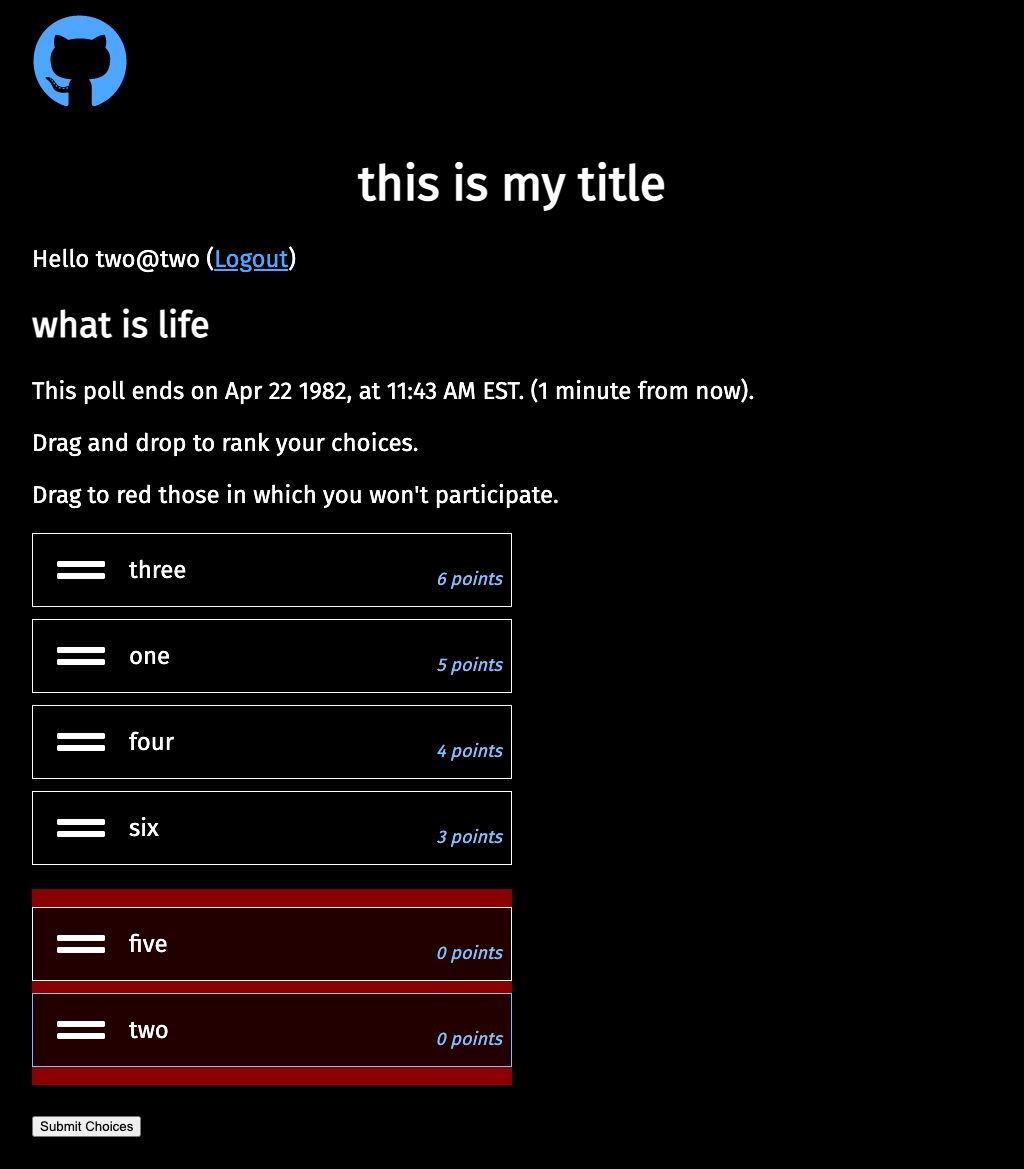 this is my title
Hello two@two (Logout)
what is life
This poll ends on Apr 22 1982, at 11:43 AM EST. (1 minute from now).
Drag and drop to rank your choices.
Drag to red those in which you won't participate.
three 6 points
one 5 points
four 4 points
six 3 points
five 0 points
two 0 points
Submit Choices